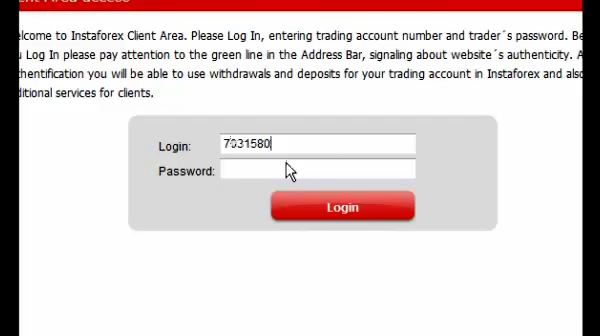 Client Area access
elcome to Instaforex Client Area. Please Log In, entering trading account number and trader´s password. Be
u Log In please pay attention to the green line in the Address Bar, signaling about website´s authenticity. A
thentification you will be able to use withdrawals and deposits for your trading account in Instaforex and also
ditional services for clients.
Login: 7031580
Password:
Login